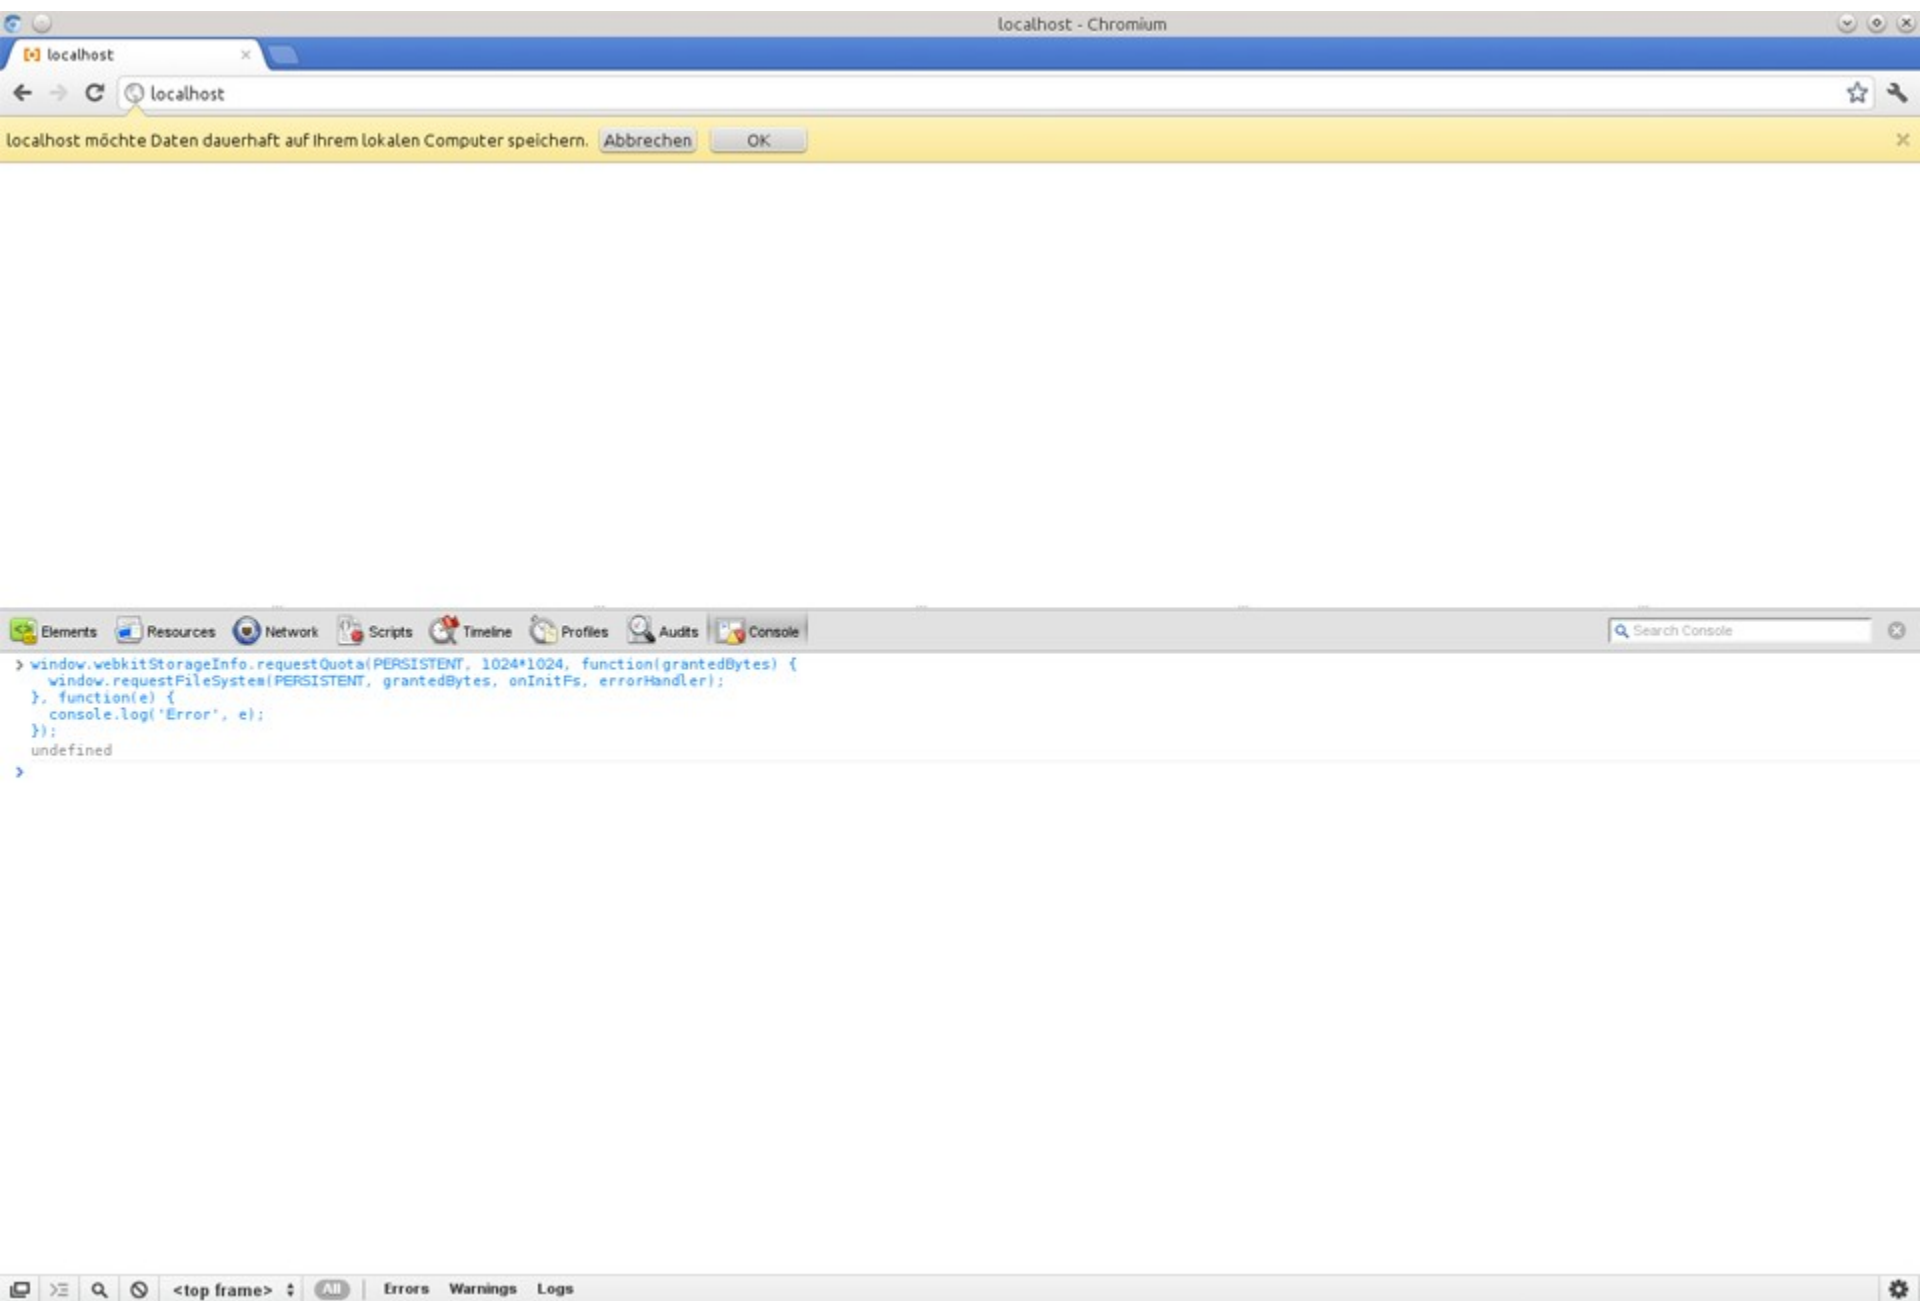 localhost - Chromium
localhost
localhost
localhost möchte Daten dauerhaft auf Ihrem lokalen Computer speichern. Abbrechen OK
Elements Resources Network Scripts Timeline Profiles Audits Console Search Console
> window.webkitStorageInfo.requestQuota(PERSISTENT, 1024*1024, function(grantedBytes) {
window.requestFileSystem(PERSISTENT, grantedBytes, onInitFs, errorHandler);
}, function(e) {
console.log('Error', e);
});
undefined
>
<top frame> All Errors Warnings Logs